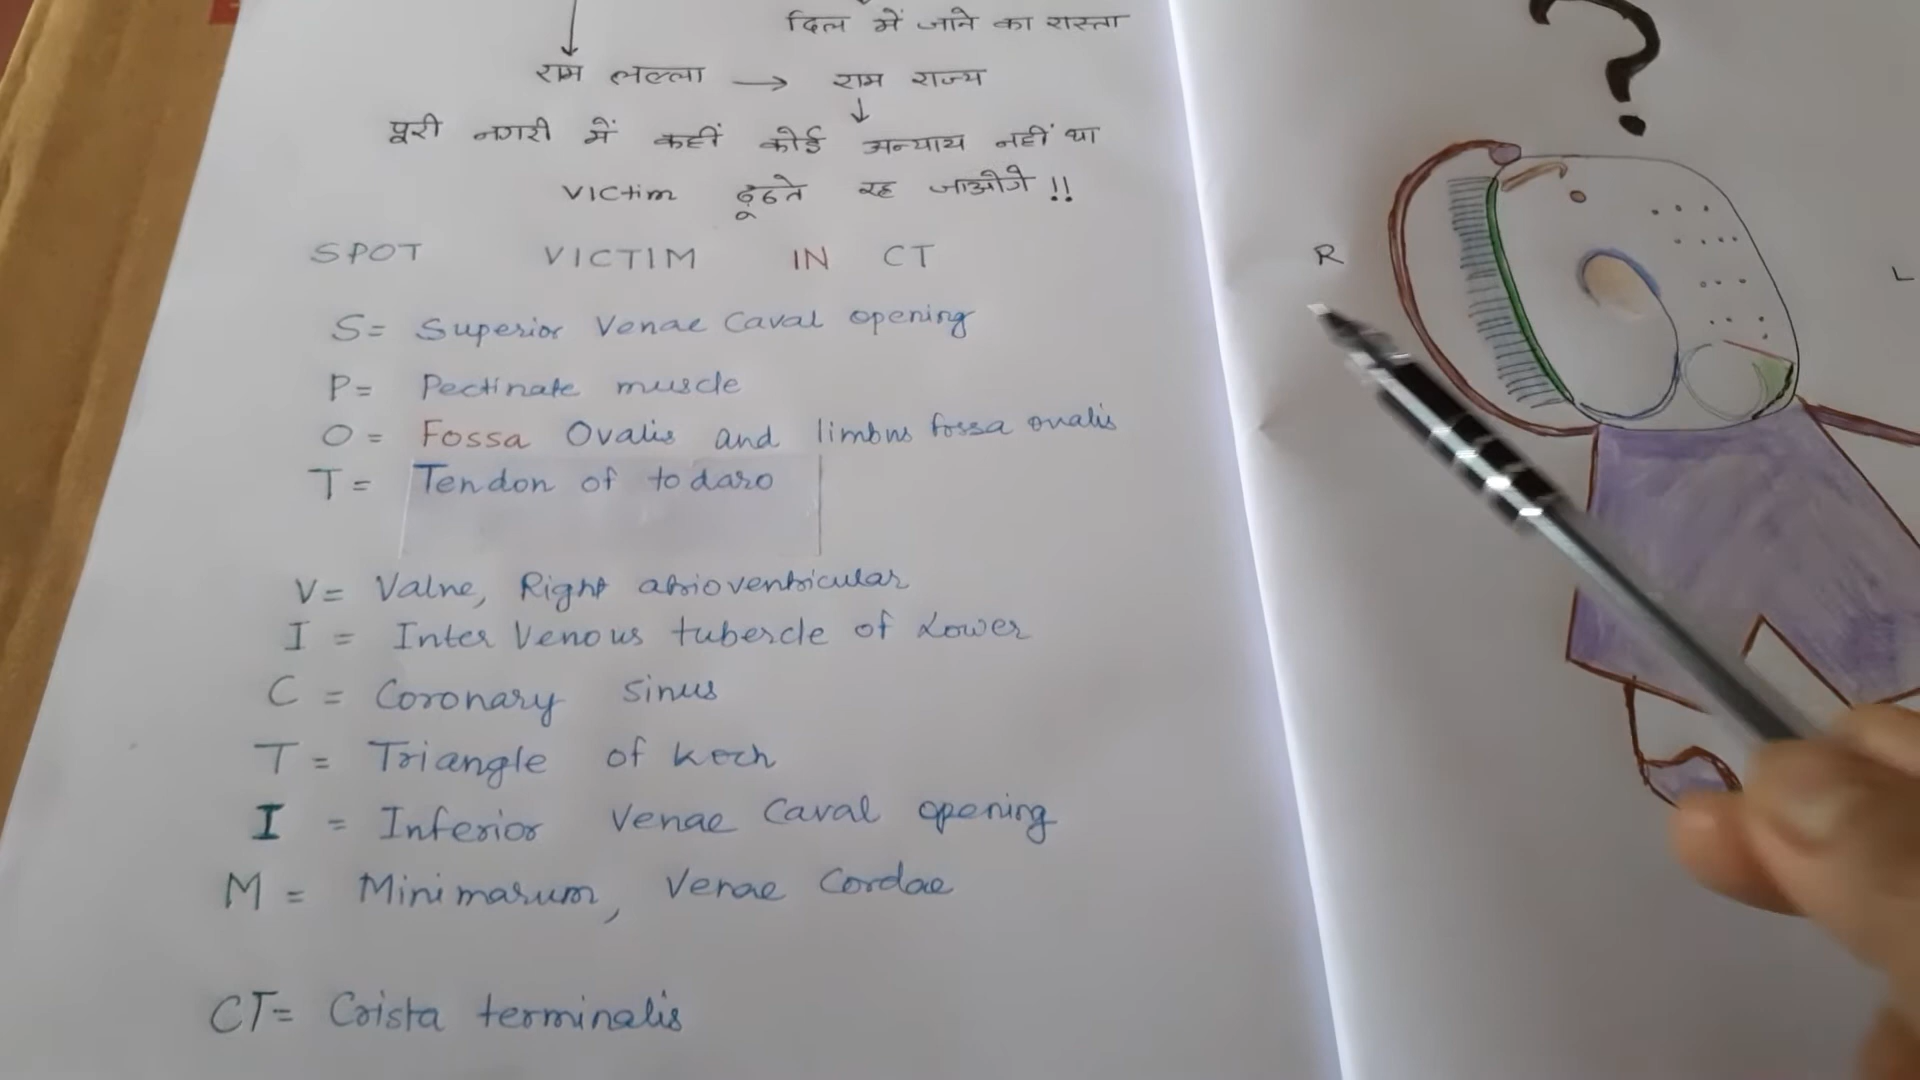 दिल में जाने का रास्ता
राम लल्ला → राम राज्य
पूरी नगरी में कहीं कोई अन्याय नहीं था
Victim ढूढते रह जाओगे !!
SPOT VICTIM IN CT
S= Superior Venae Caval opening
P= Pectinate muscle
O= Fossa Ovalis and limbus fossa ovalis
T= Tendon of todaro
V= Valve, Right atrioventricular
I = Inter Venous tubercle of Lower
C = Coronary sinus
T = Triangle of Koch
I = Inferior Venae Caval opening
M = Minimarum, Venae Cordae
CT= Crista terminalis
?
R
L